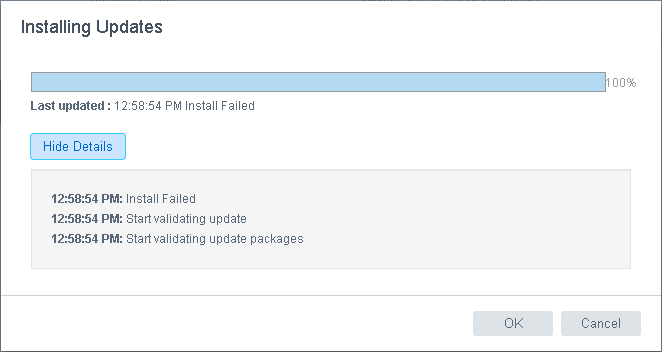 Installing Updates
100%
Last updated : 12:58:54 PM Install Failed
Hide Details
12:58:54 PM: Install Failed
12:58:54 PM: Start validating update
12:58:54 PM: Start validating update packages
OK
Cancel